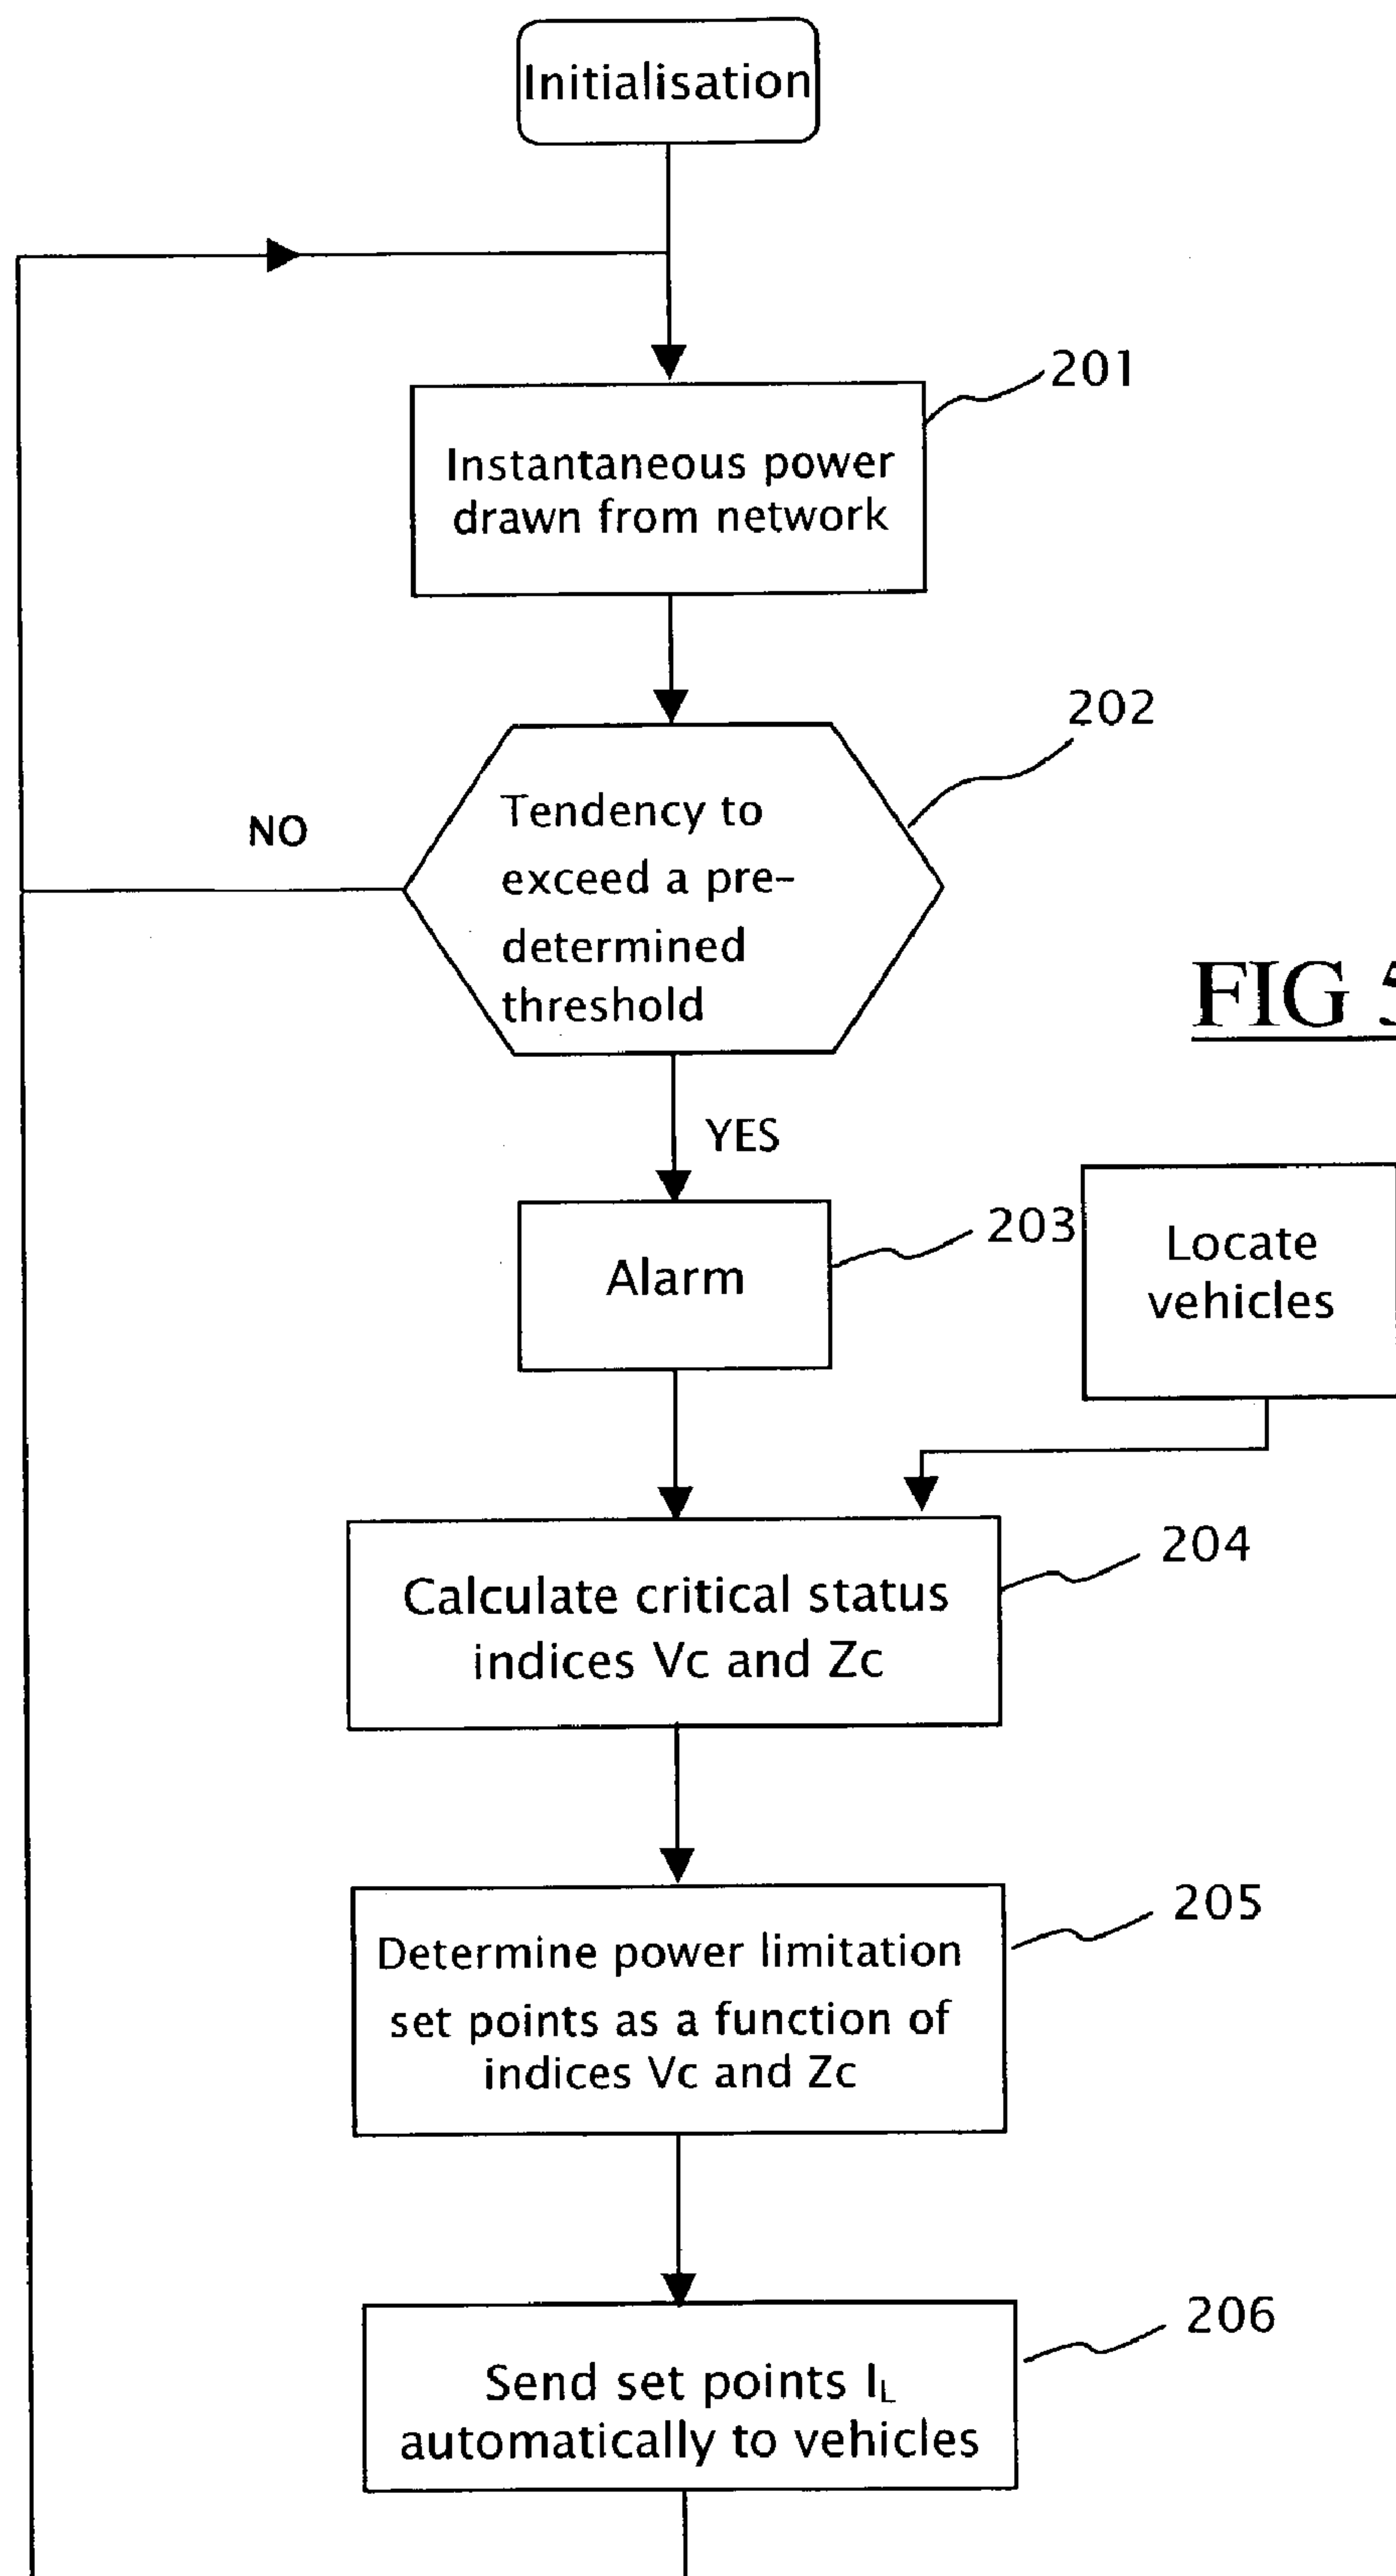 Initialisation
201
Instantaneous power
drawn from network
202
Tendency to
exceed a pre-
determined
threshold
NO
FIG 5
YES
203
Alarm
Locate
vehicles
204
Calculate critical status
indices Vc and Zc
205
Determine power limitation
set points as a function of
indices Vc and Zc
206
Send set points IL
automatically to vehicles